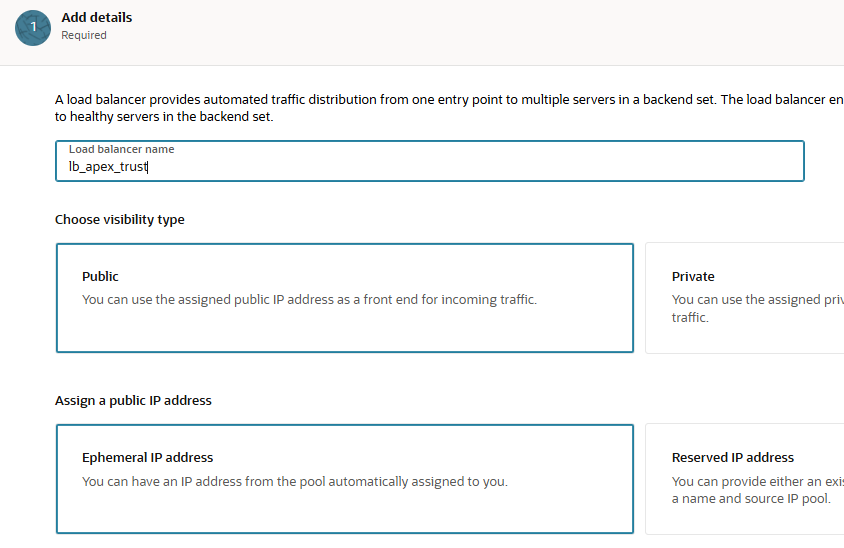 1
Add details
Required
A load balancer provides automated traffic distribution from one entry point to multiple servers in a backend set. The load balancer en
to healthy servers in the backend set.
Load balancer name
lb_apex_trust
Choose visibility type
Public
You can use the assigned public IP address as a front end for incoming traffic.
Private
You can use the assigned priv
traffic.
Assign a public IP address
Ephemeral IP address
You can have an IP address from the pool automatically assigned to you.
Reserved IP address
You can provide either an exis
a name and source IP pool.